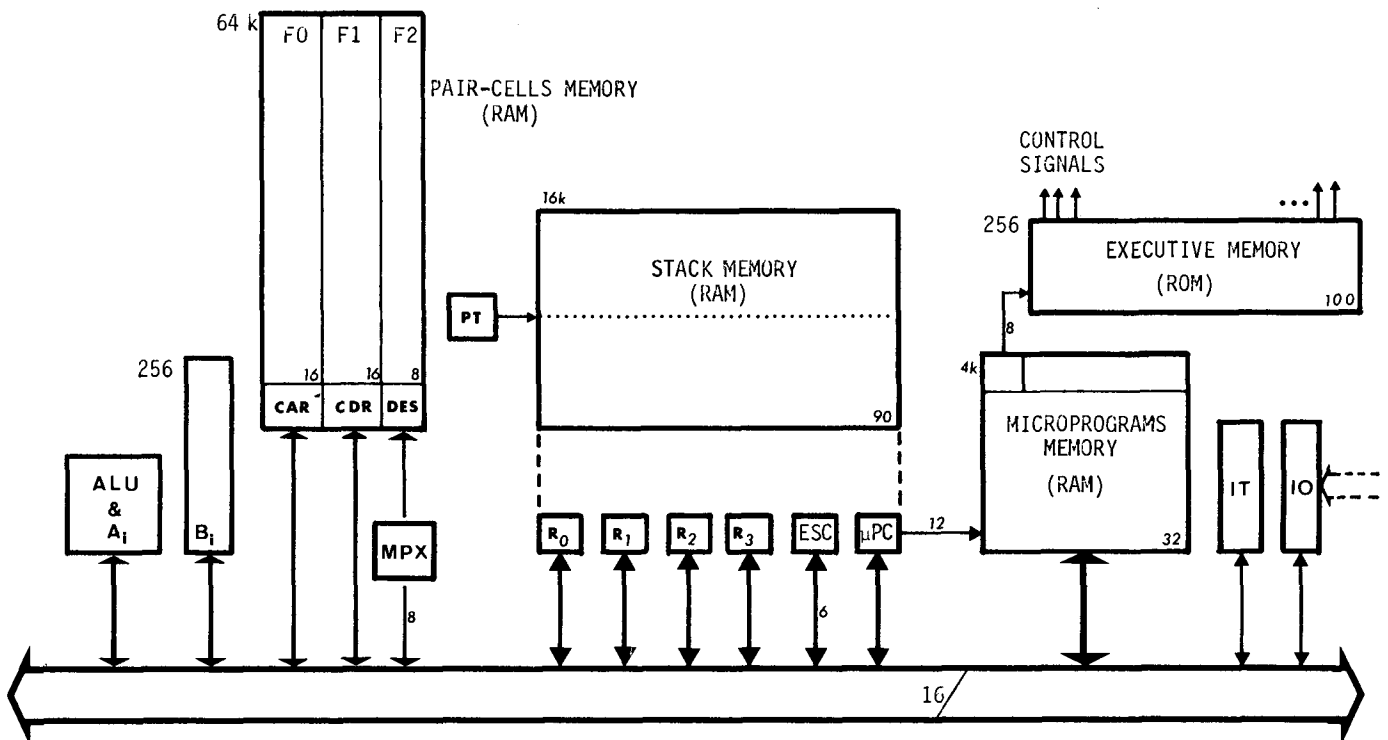 64 k
F0 F1 F2
PAIR-CELLS MEMORY
(RAM)
16 16 8
CAR CDR DES
256
ALU
&
Ai
Bi
MPX
8
PT
16k
STACK MEMORY
(RAM)
90
R0 R1 R2 R3 ESC µPC
6
12
CONTROL
SIGNALS
...
256
EXECUTIVE MEMORY
(ROM)
100
8
4k
MICROPROGRAMS
MEMORY
(RAM)
32
IT
IO
16